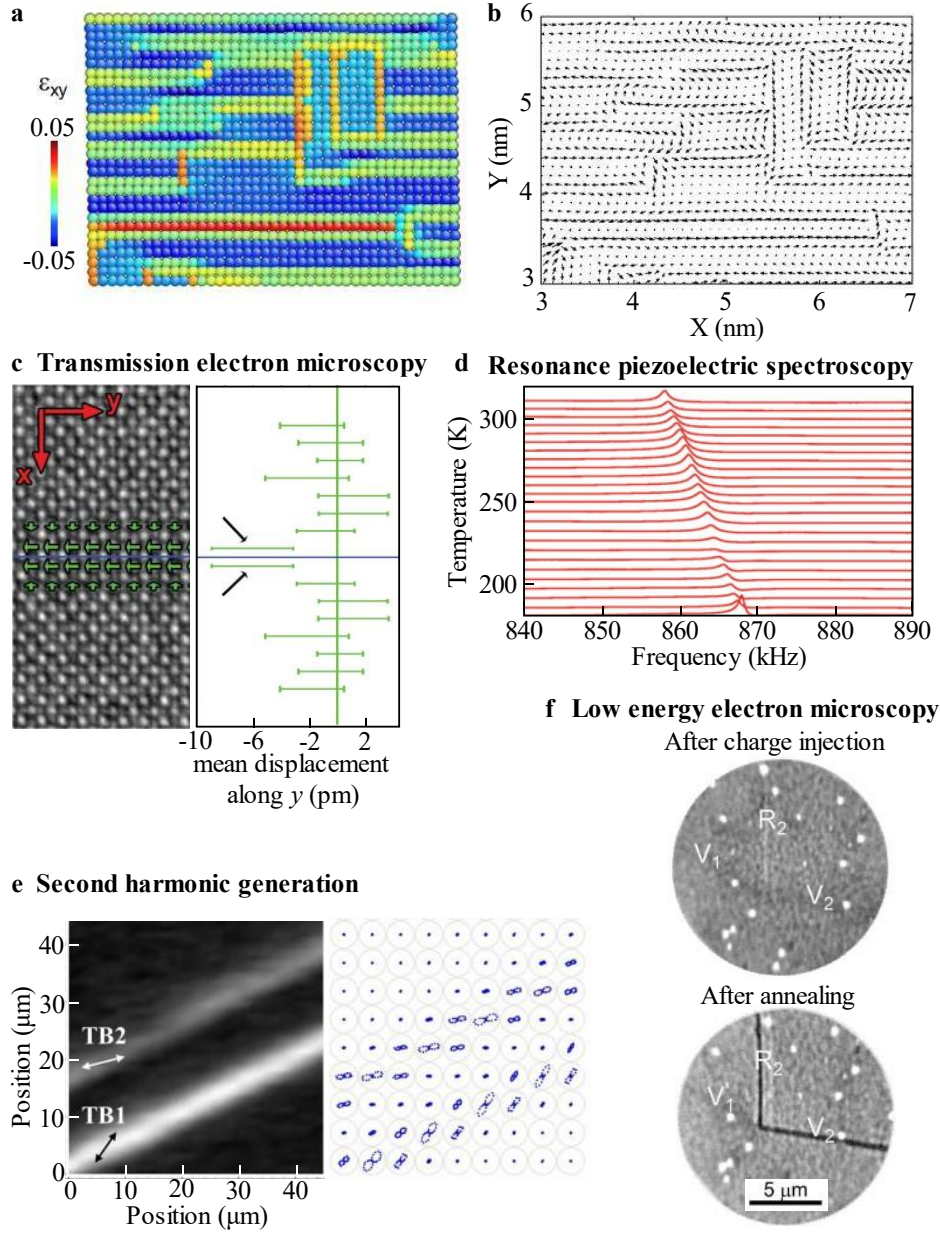 a
εxy
0.05
-0.05
b
6
5
4
3
Y (nm)
3 4 5 6 7
X (nm)
c Transmission electron microscopy
y
x
-10 -6 -2 2
mean displacement
along y (pm)
d Resonance piezoelectric spectroscopy
300
250
200
Temperature (K)
840 850 860 870 880 890
Frequency (kHz)
e Second harmonic generation
40
30
20
10
0
Position (μm)
TB2
TB1
0 10 20 30 40
Position (μm)
f Low energy electron microscopy
After charge injection
R2
V1
V2
After annealing
R2
V1
V2
5 μm